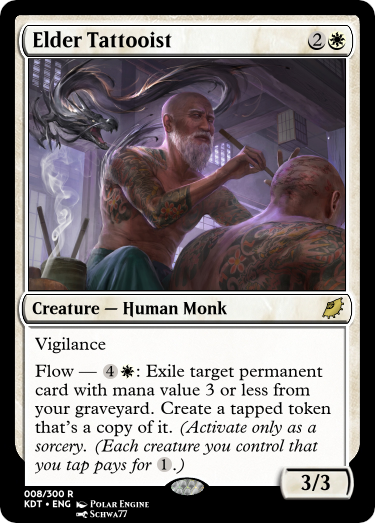 Elder Tattooist 2
Creature — Human Monk
Vigilance
Flow — 4 : Exile target permanent
card with mana value 3 or less from
your graveyard. Create a tapped token
that's a copy of it. (Activate only as a
sorcery. (Each creature you control that
you tap pays for 1.)
3/3
008/300 R
KDT • EN Polar Engine
Schwa77